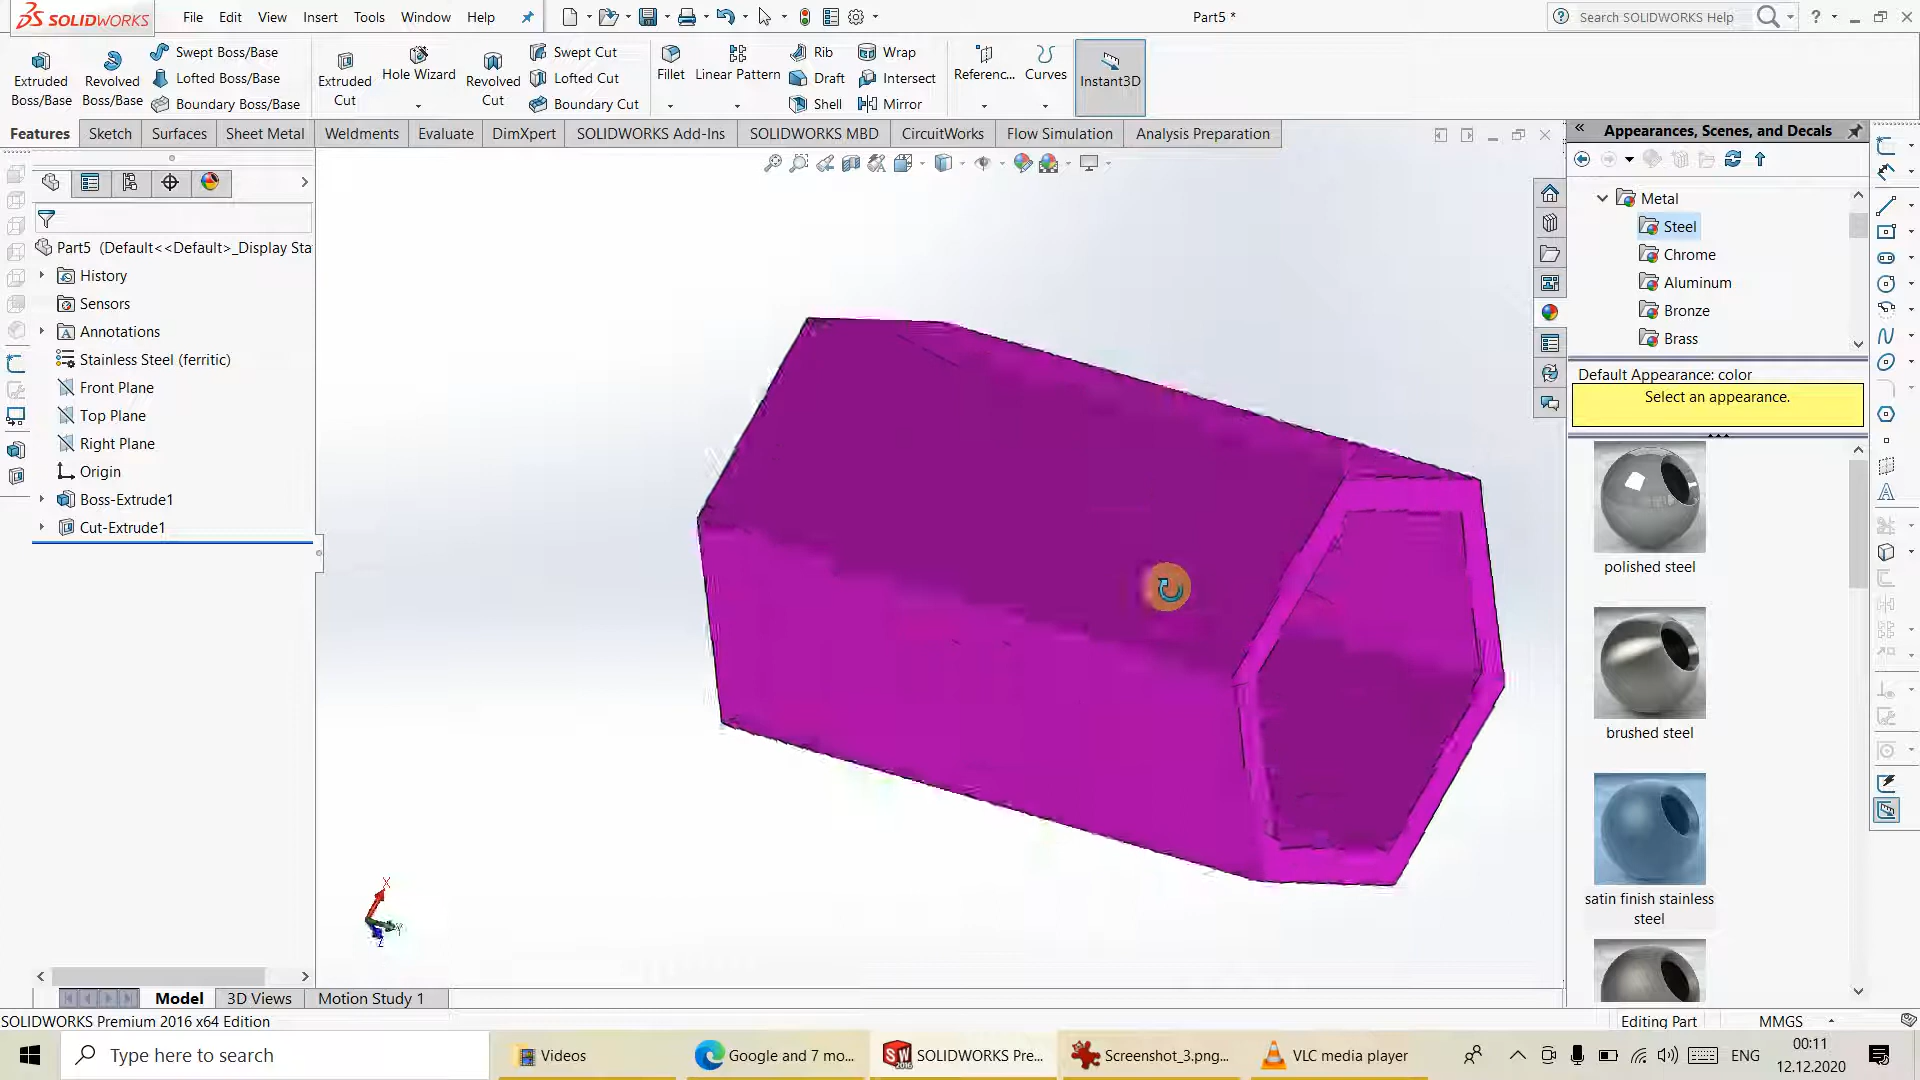 SOLIDWORKS File Edit View Insert Tools Window Help Part5 * Search SOLIDWORKS Help
Extruded Boss/Base
Revolved Boss/Base
Swept Boss/Base
Lofted Boss/Base
Boundary Boss/Base
Extruded Cut
Hole Wizard
Revolved Cut
Swept Cut
Lofted Cut
Boundary Cut
Fillet
Linear Pattern
Rib
Draft
Shell
Wrap
Intersect
Mirror
Referenc...
Curves
Instant3D
Features Sketch Surfaces Sheet Metal Weldments Evaluate DimXpert SOLIDWORKS Add-Ins SOLIDWORKS MBD CircuitWorks Flow Simulation Analysis Preparation
Part5 (Default<<Default>_Display Sta
History
Sensors
Annotations
Stainless Steel (ferritic)
Front Plane
Top Plane
Right Plane
Origin
Boss-Extrude1
Cut-Extrude1
X
Y
Z
Appearances, Scenes, and Decals
Metal
Steel
Chrome
Aluminum
Bronze
Brass
Default Appearance: color
Select an appearance.
polished steel
brushed steel
satin finish stainless
steel
Model 3D Views Motion Study 1
SOLIDWORKS Premium 2016 x64 Edition Editing Part MMGS
Type here to search Videos Google and 7 mo... SOLIDWORKS Pre... Screenshot_3.png... VLC media player ENG 00:11
12.12.2020